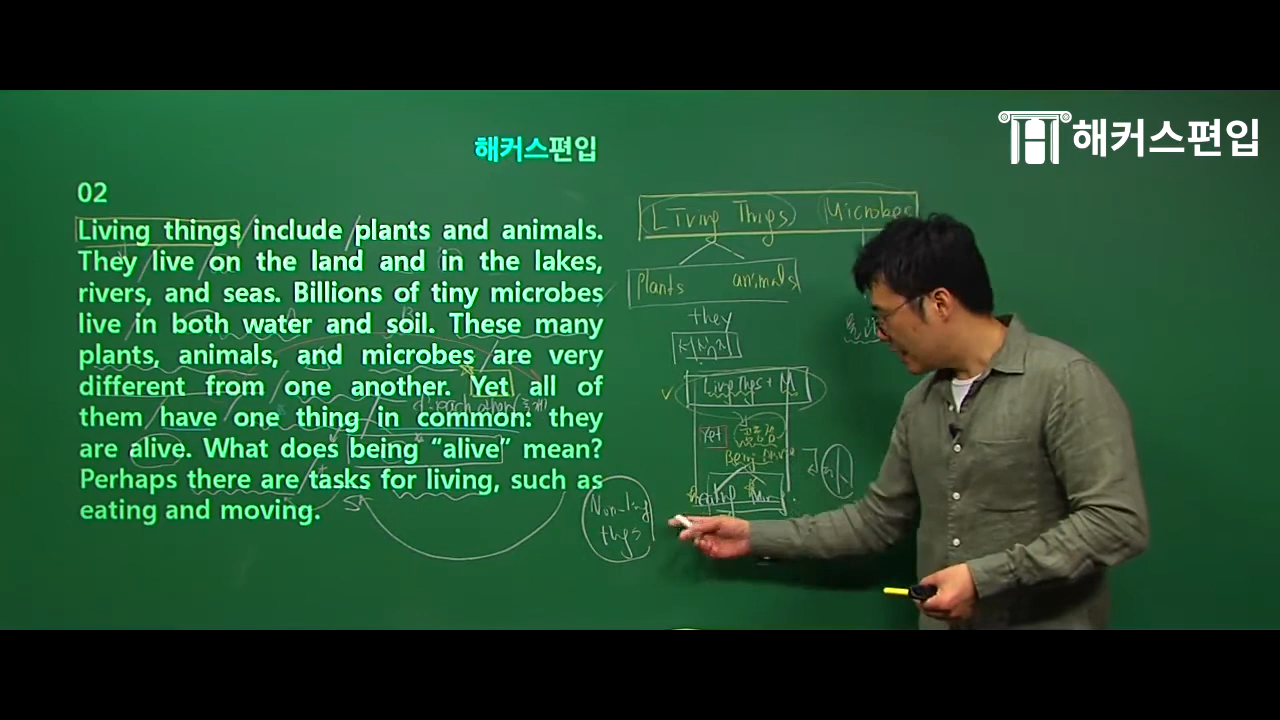 해커스편입
해커스편입
02
Living things include plants and animals.
They live on the land and in the lakes,
rivers, and seas. Billions of tiny microbes
live in both water and soil. These many
plants, animals, and microbes are very
different from one another. Yet all of
them have one thing in common: they
are alive. What does being “alive” mean?
Perhaps there are tasks for living, such as
eating and moving.
Living Things Microbes
Plants animals
they
Yet 공통점